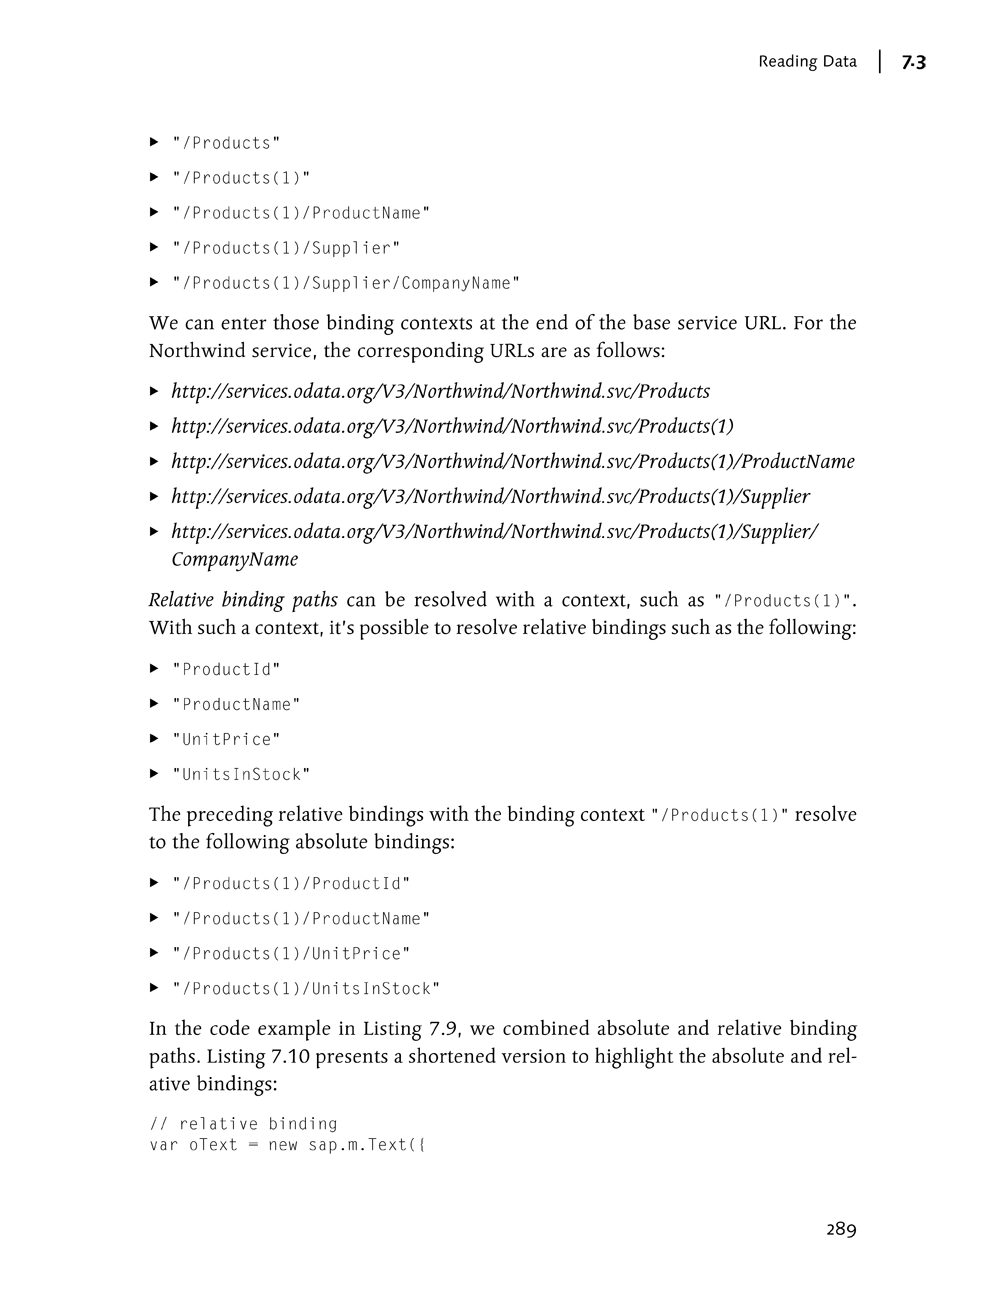 Reading Data | 7.3
▶ "/Products"
▶ "/Products(1)"
▶ "/Products(1)/ProductName"
▶ "/Products(1)/Supplier"
▶ "/Products(1)/Supplier/CompanyName"
We can enter those binding contexts at the end of the base service URL. For the
Northwind service, the corresponding URLs are as follows:
▶ http://services.odata.org/V3/Northwind/Northwind.svc/Products
▶ http://services.odata.org/V3/Northwind/Northwind.svc/Products(1)
▶ http://services.odata.org/V3/Northwind/Northwind.svc/Products(1)/ProductName
▶ http://services.odata.org/V3/Northwind/Northwind.svc/Products(1)/Supplier
▶ http://services.odata.org/V3/Northwind/Northwind.svc/Products(1)/Supplier/
CompanyName
Relative binding paths can be resolved with a context, such as "/Products(1)".
With such a context, it's possible to resolve relative bindings such as the following:
▶ "ProductId"
▶ "ProductName"
▶ "UnitPrice"
▶ "UnitsInStock"
The preceding relative bindings with the binding context "/Products(1)" resolve
to the following absolute bindings:
▶ "/Products(1)/ProductId"
▶ "/Products(1)/ProductName"
▶ "/Products(1)/UnitPrice"
▶ "/Products(1)/UnitsInStock"
In the code example in Listing 7.9, we combined absolute and relative binding
paths. Listing 7.10 presents a shortened version to highlight the absolute and rel-
ative bindings:
// relative binding
var oText = new sap.m.Text({
289